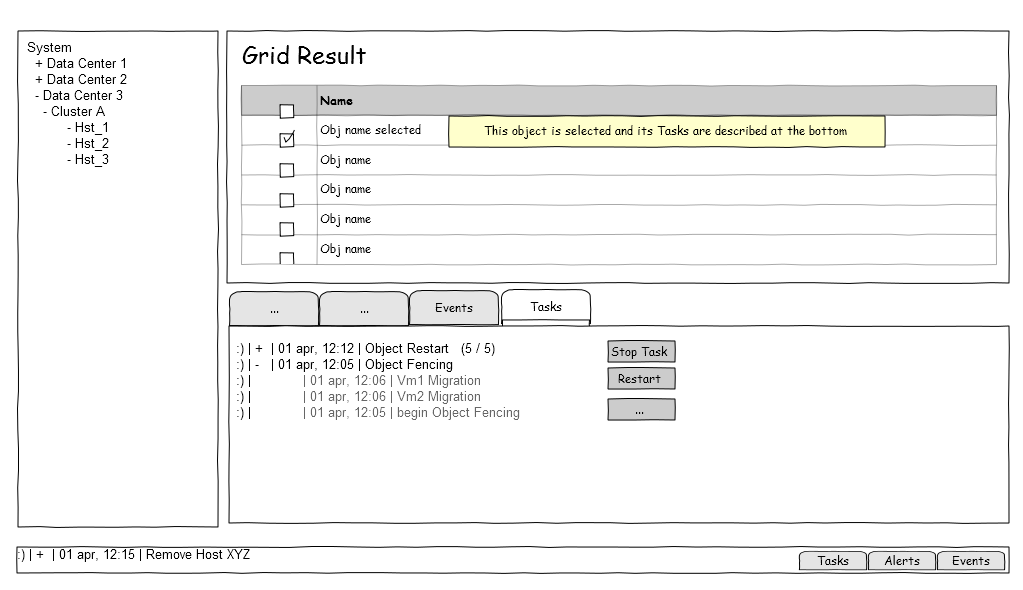 System
+ Data Center 1
+ Data Center 2
- Data Center 3
- Cluster A
- Hst_1
- Hst_2
- Hst_3
Grid Result
Name
Obj name selected
This object is selected and its Tasks are described at the bottom
Obj name
Obj name
Obj name
Obj name
... ... Events Tasks
:) | + | 01 apr, 12:12 | Object Restart (5 / 5)
:) | - | 01 apr, 12:05 | Object Fencing
:) | | 01 apr, 12:06 | Vm1 Migration
:) | | 01 apr, 12:06 | Vm2 Migration
:) | | 01 apr, 12:05 | begin Object Fencing
Stop Task
Restart
...
:) | + | 01 apr, 12:15 | Remove Host XYZ
Tasks Alerts Events